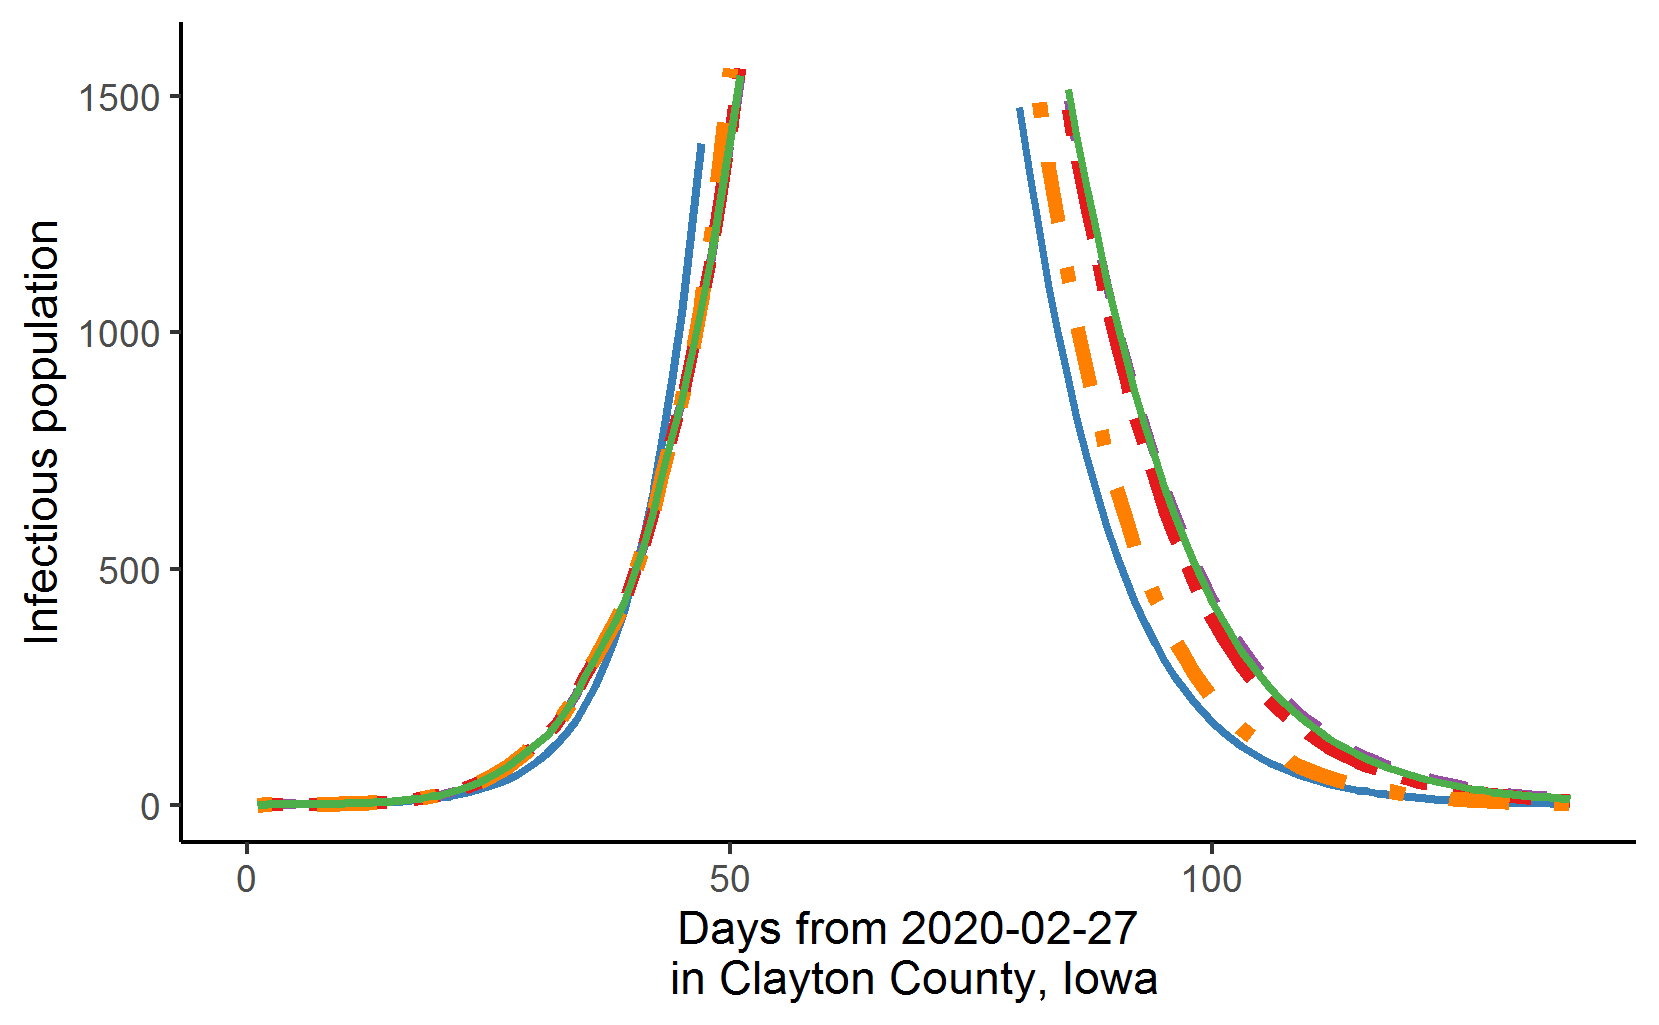 Infectious population
1500
1000
500
0
0 50 100
Days from 2020-02-27
in Clayton County, Iowa